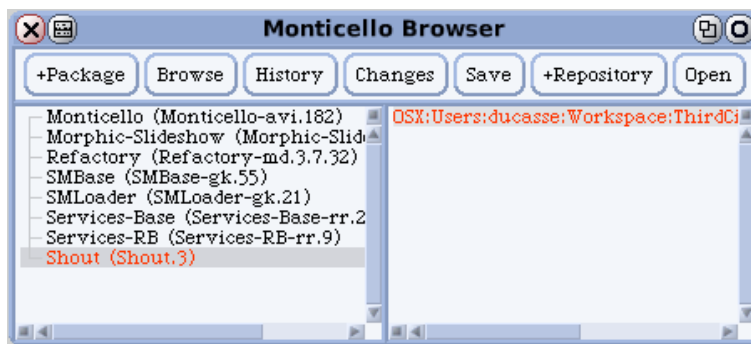 Monticello Browser
+Package Browse History Changes Save +Repository Open
Monticello (Monticello-avi.182)
Morphic-Slideshow (Morphic-Slid
Refactory (Refactory-md.3.7.32)
SMBase (SMBase-gk.55)
SMLoader (SMLoader-gk.21)
Services-Base (Services-Base-rr.2
Services-RB (Services-RB-rr.9)
Shout (Shout.3)
OSX:Users:ducasse:Workspace:ThirdCi